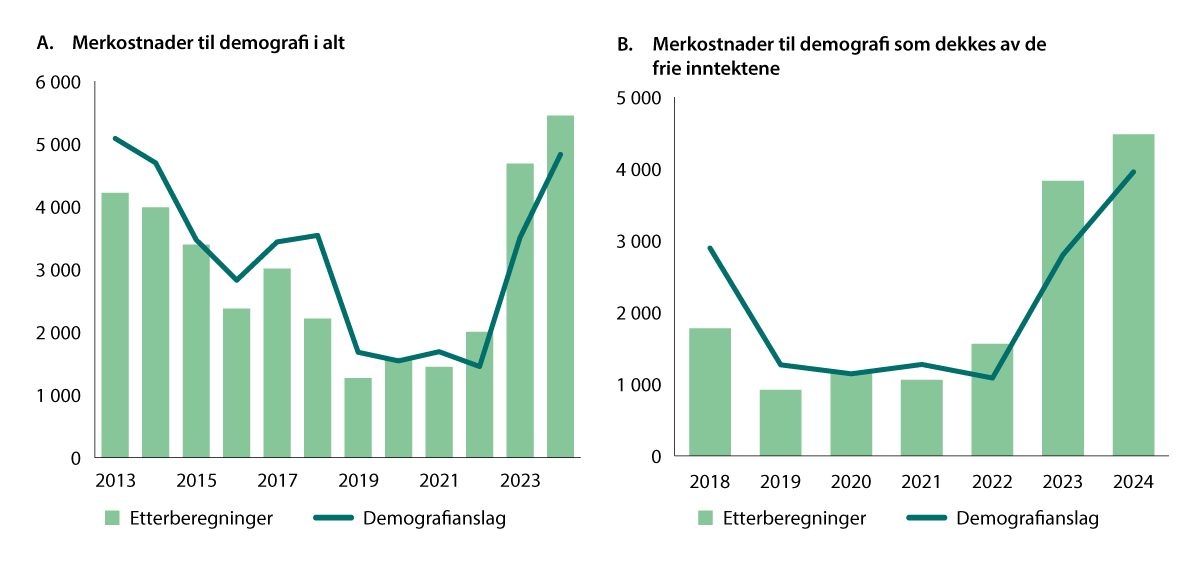 A. Merkostnader til demografi i alt
6 000
5 000
4 000
3 000
2 000
1 000
0
2013 2015 2017 2019 2021 2023
Etterberegninger Demografianslag
B. Merkostnader til demografi som dekkes av de
frie inntektene
5 000
4 000
3 000
2 000
1 000
0
2018 2019 2020 2021 2022 2023 2024
Etterberegninger Demografianslag